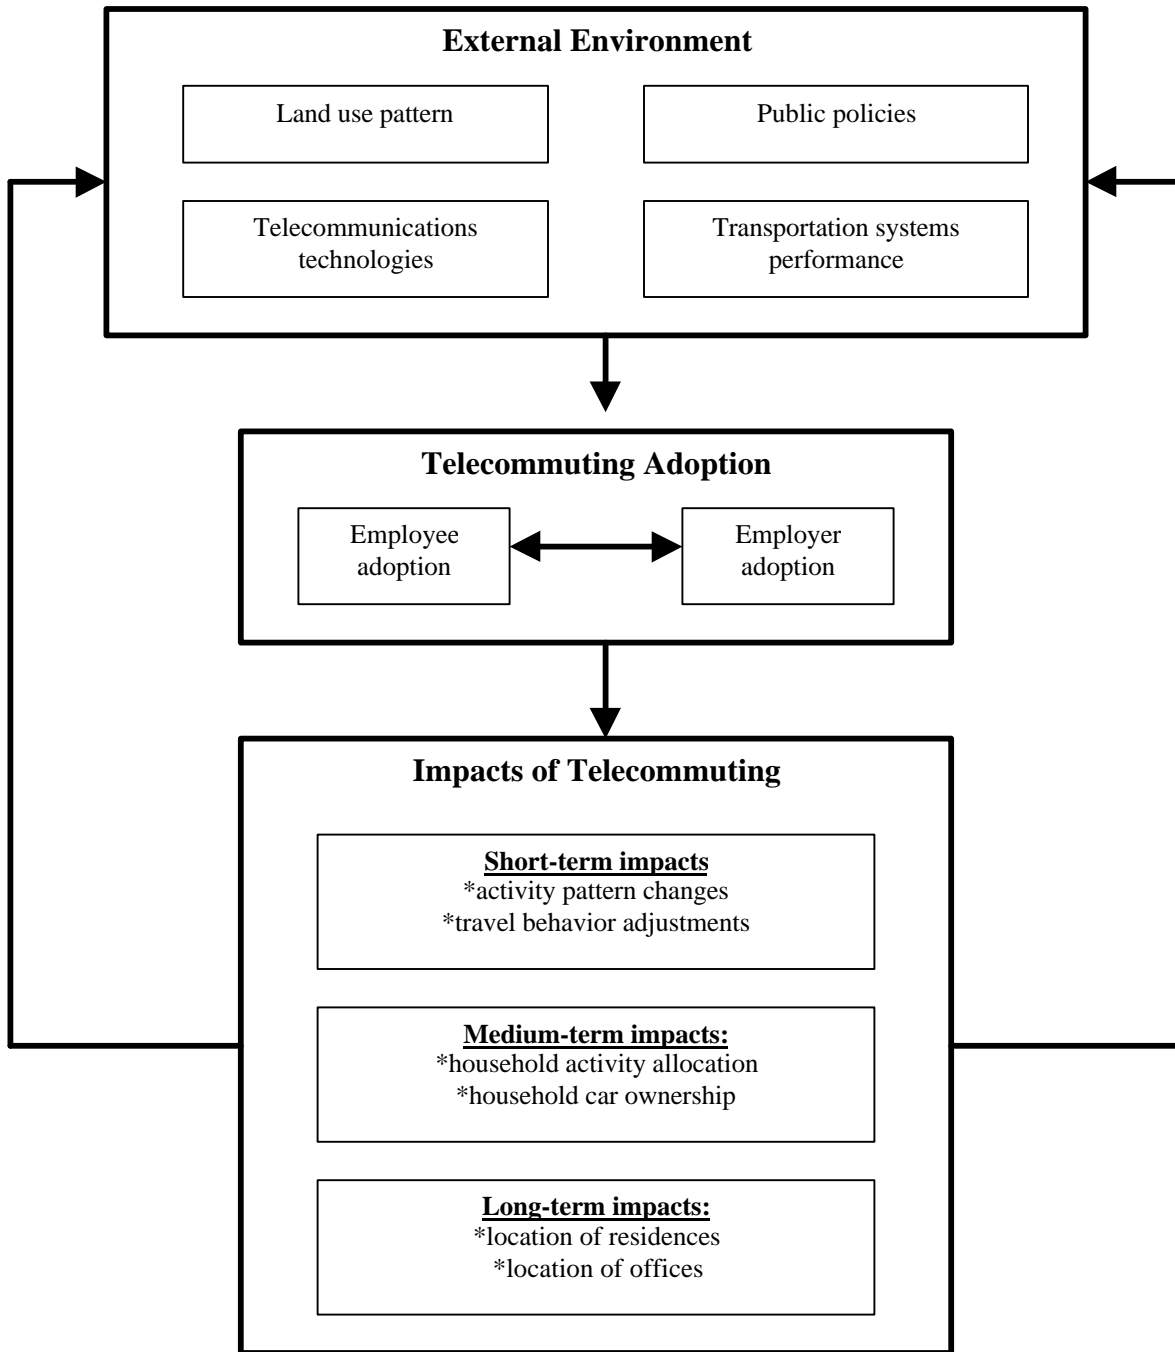 External Environment
Land use pattern
Public policies
Telecommunications
technologies
Transportation systems
performance
Telecommuting Adoption
Employee
adoption
Employer
adoption
Impacts of Telecommuting
Short-term impacts
*activity pattern changes
*travel behavior adjustments
Medium-term impacts:
*household activity allocation
*household car ownership
Long-term impacts:
*location of residences
*location of offices